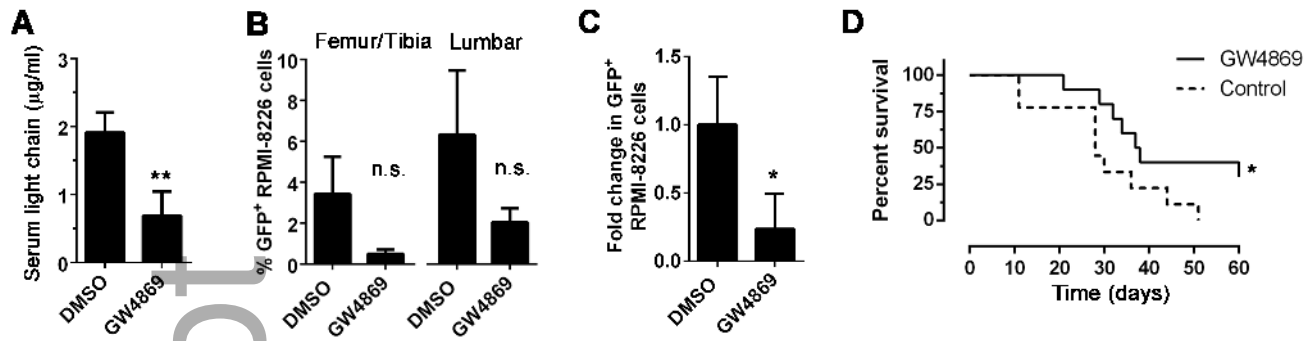 A
Serum light chain (µg/ml)
3
2
1
0
**
DMSO
GW4869
B
Femur/Tibia
Lumbar
% GFP⁺ RPMI-8226 cells
10
8
6
4
2
0
n.s.
n.s.
DMSO
GW4869
DMSO
GW4869
C
Fold change in GFP⁺
RPMI-8226 cells
1.5
1.0
0.5
0.0
*
DMSO
GW4869
D
GW4869
Control
Percent survival
100
75
50
25
0
*
0 10 20 30 40 50 60
Time (days)